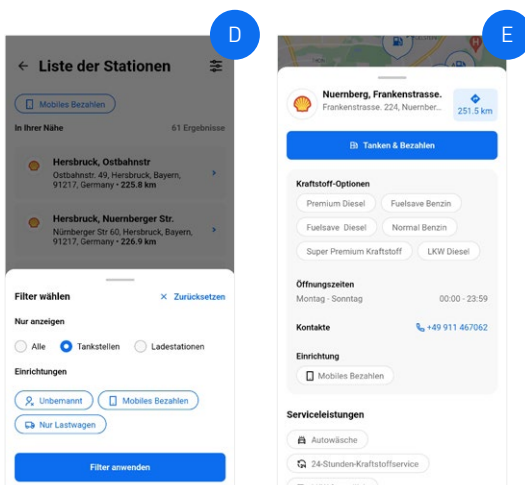 D
← Liste der Stationen
Mobiles Bezahlen
In Ihrer Nähe 61 Ergebnisse
Hersbruck, Ostbahnstr
Ostbahnstr. 49, Hersbruck, Bayern,
91217, Germany • 225.8 km
Hersbruck, Nuernberger Str.
Nürnberger Str 60, Hersbruck, Bayern,
91217, Germany • 226.9 km
Filter wählen × Zurücksetzen
Nur anzeigen
Alle Tankstellen Ladestationen
Einrichtungen
Unbemannt Mobiles Bezahlen
Nur Lastwagen
Filter anwenden
E
Nuernberg, Frankenstrasse.
Frankenstrasse. 224, Nuernber...
251.5 km
Tanken & Bezahlen
Kraftstoff-Optionen
Premium Diesel Fuelsave Benzin
Fuelsave Diesel Normal Benzin
Super Premium Kraftstoff LKW Diesel
Öffnungszeiten
Montag - Sonntag 00:00 - 23:59
Kontakte +49 911 467062
Einrichtung
Mobiles Bezahlen
Serviceleistungen
Autowäsche
24-Stunden-Kraftstoffservice